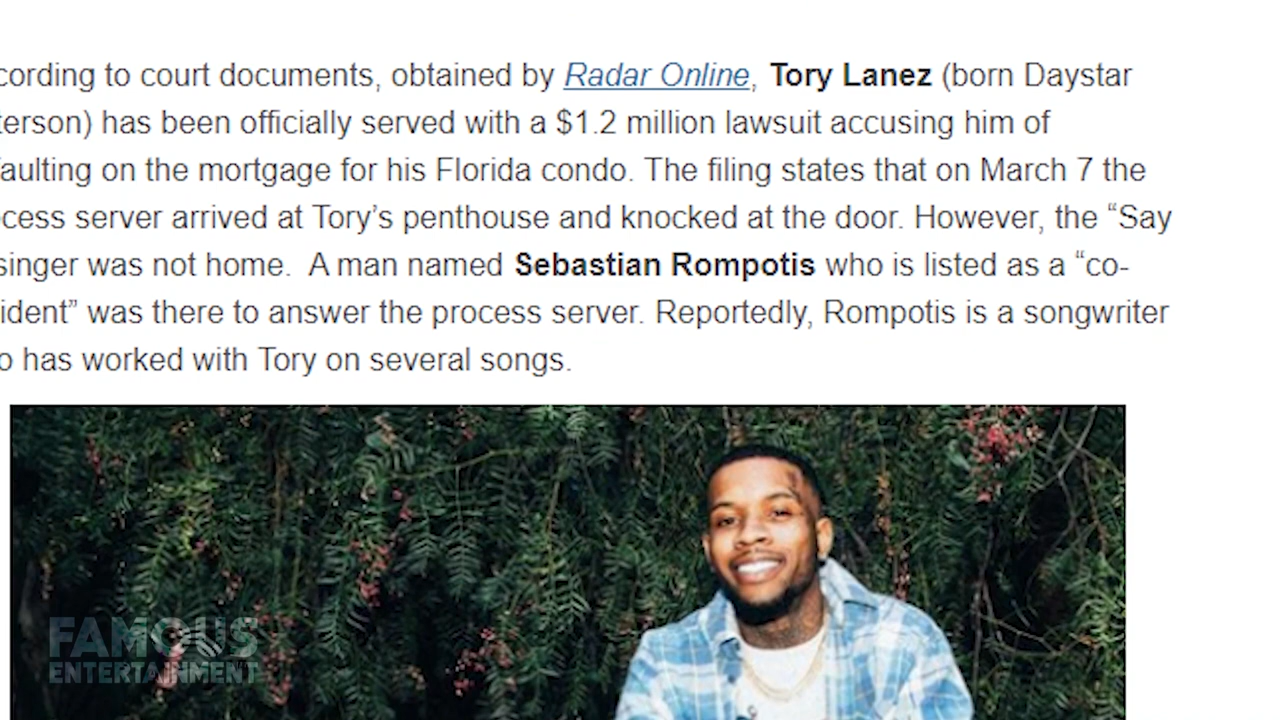 cording to court documents, obtained by Radar Online, Tory Lanez (born Daystar
terson) has been officially served with a $1.2 million lawsuit accusing him of
faulting on the mortgage for his Florida condo. The filing states that on March 7 the
cess server arrived at Tory’s penthouse and knocked at the door. However, the “Say
singer was not home.  A man named Sebastian Rompotis who is listed as a “co-
ident” was there to answer the process server. Reportedly, Rompotis is a songwriter
o has worked with Tory on several songs.
FAMOUS
ENTERTAINMENT